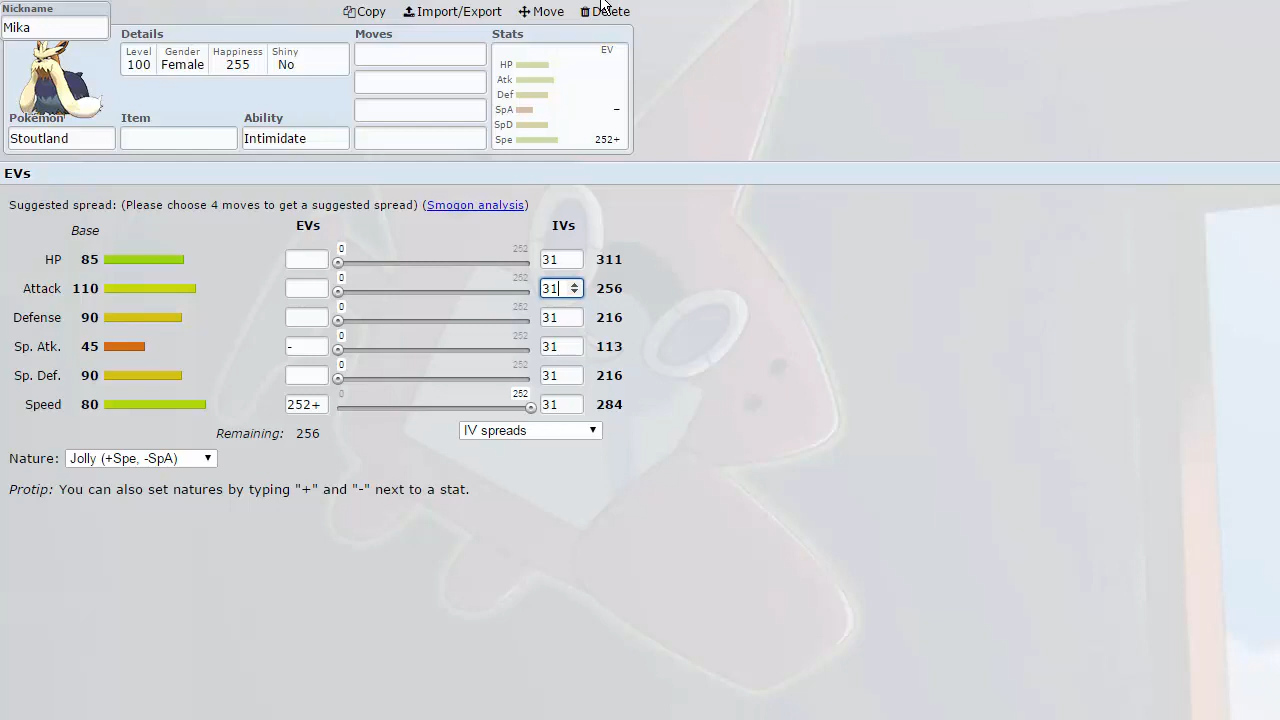 Nickname
Mika
Copy Import/Export Move Delete
Details
Level Gender Happiness Shiny
100 Female 255 No
Pokémon
Stoutland
Item
Ability
Intimidate
Moves
Stats
EV
HP
Atk
Def
SpA –
SpD
Spe 252+
EVs
Suggested spread: (Please choose 4 moves to get a suggested spread) (Smogon analysis)
Base EVs IVs
HP 85 0 252 31 311
Attack 110 0 252 31 256
Defense 90 0 252 31 216
Sp. Atk. 45 - 0 252 31 113
Sp. Def. 90 0 252 31 216
Speed 80 252+ 0 252 31 284
Remaining: 256 IV spreads
Nature: Jolly (+Spe, -SpA)
Protip: You can also set natures by typing "+" and "-" next to a stat.